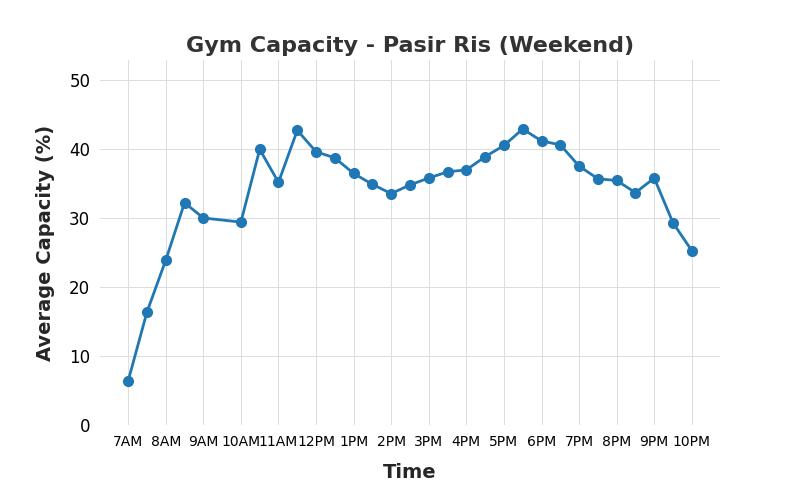 Gym Capacity - Pasir Ris (Weekend)
Average Capacity (%)
50
40
30
20
10
0
7AM 8AM 9AM 10AM 11AM 12PM 1PM 2PM 3PM 4PM 5PM 6PM 7PM 8PM 9PM 10PM
Time